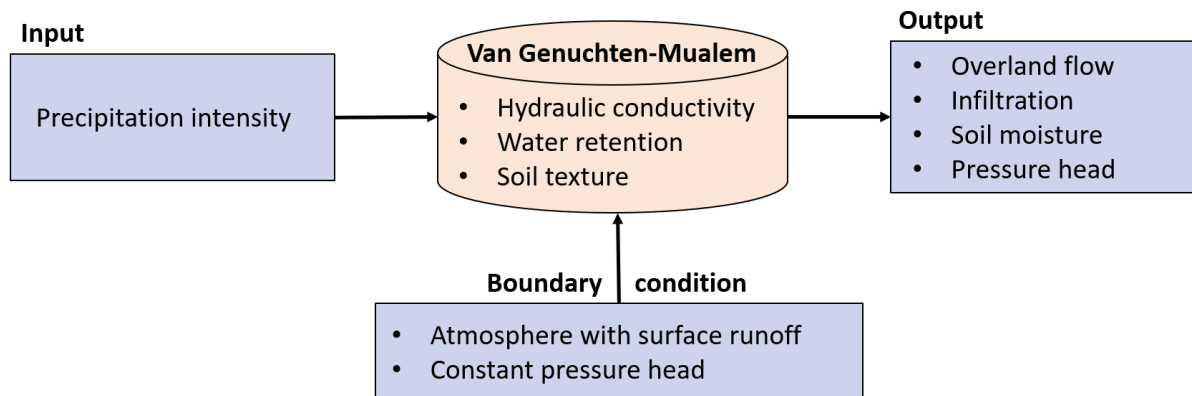 Input
Precipitation intensity
Van Genuchten-Mualem
• Hydraulic conductivity
• Water retention
• Soil texture
Output
• Overland flow
• Infiltration
• Soil moisture
• Pressure head
Boundary condition
• Atmosphere with surface runoff
• Constant pressure head